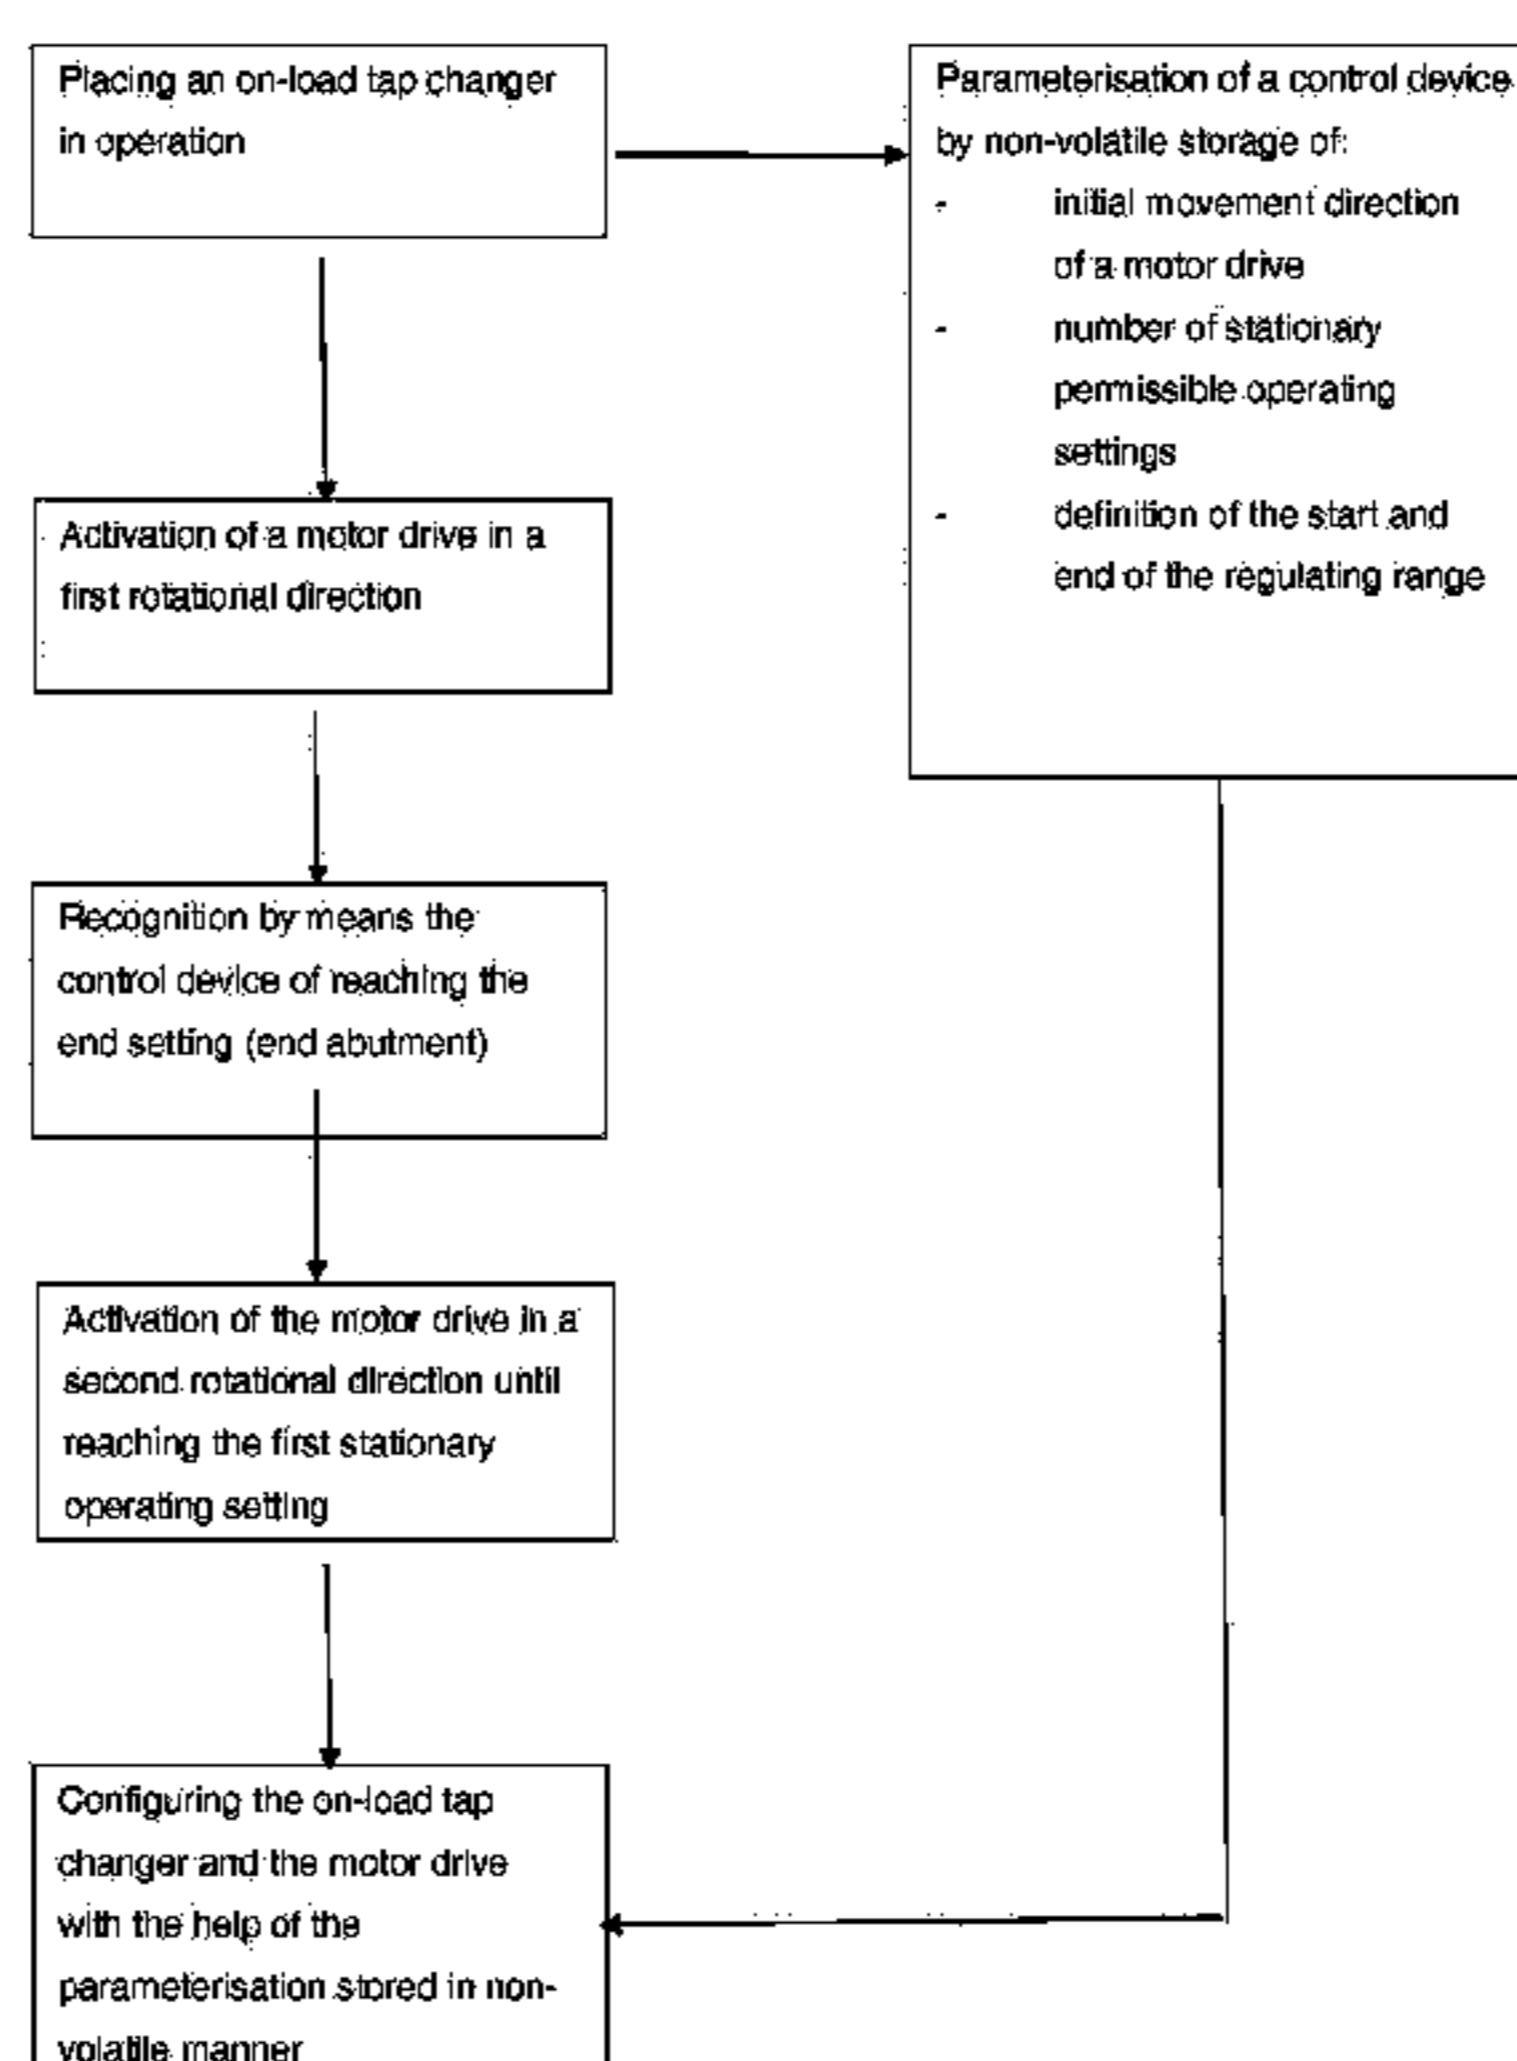 Placing an on-load tap changer
in operation
Parameterisation of a control device
by non-volatile storage of:
- initial movement direction
of a motor drive
- number of stationary
permissible operating
settings
- definition of the start and
end of the regulating range
Activation of a motor drive in a
first rotational direction
Recognition by means the
control device of reaching the
end setting (end abutment)
Activation of the motor drive in a
second rotational direction until
reaching the first stationary
operating setting
Configuring the on-load tap
changer and the motor drive
with the help of the
parameterisation stored in non-
volatile manner